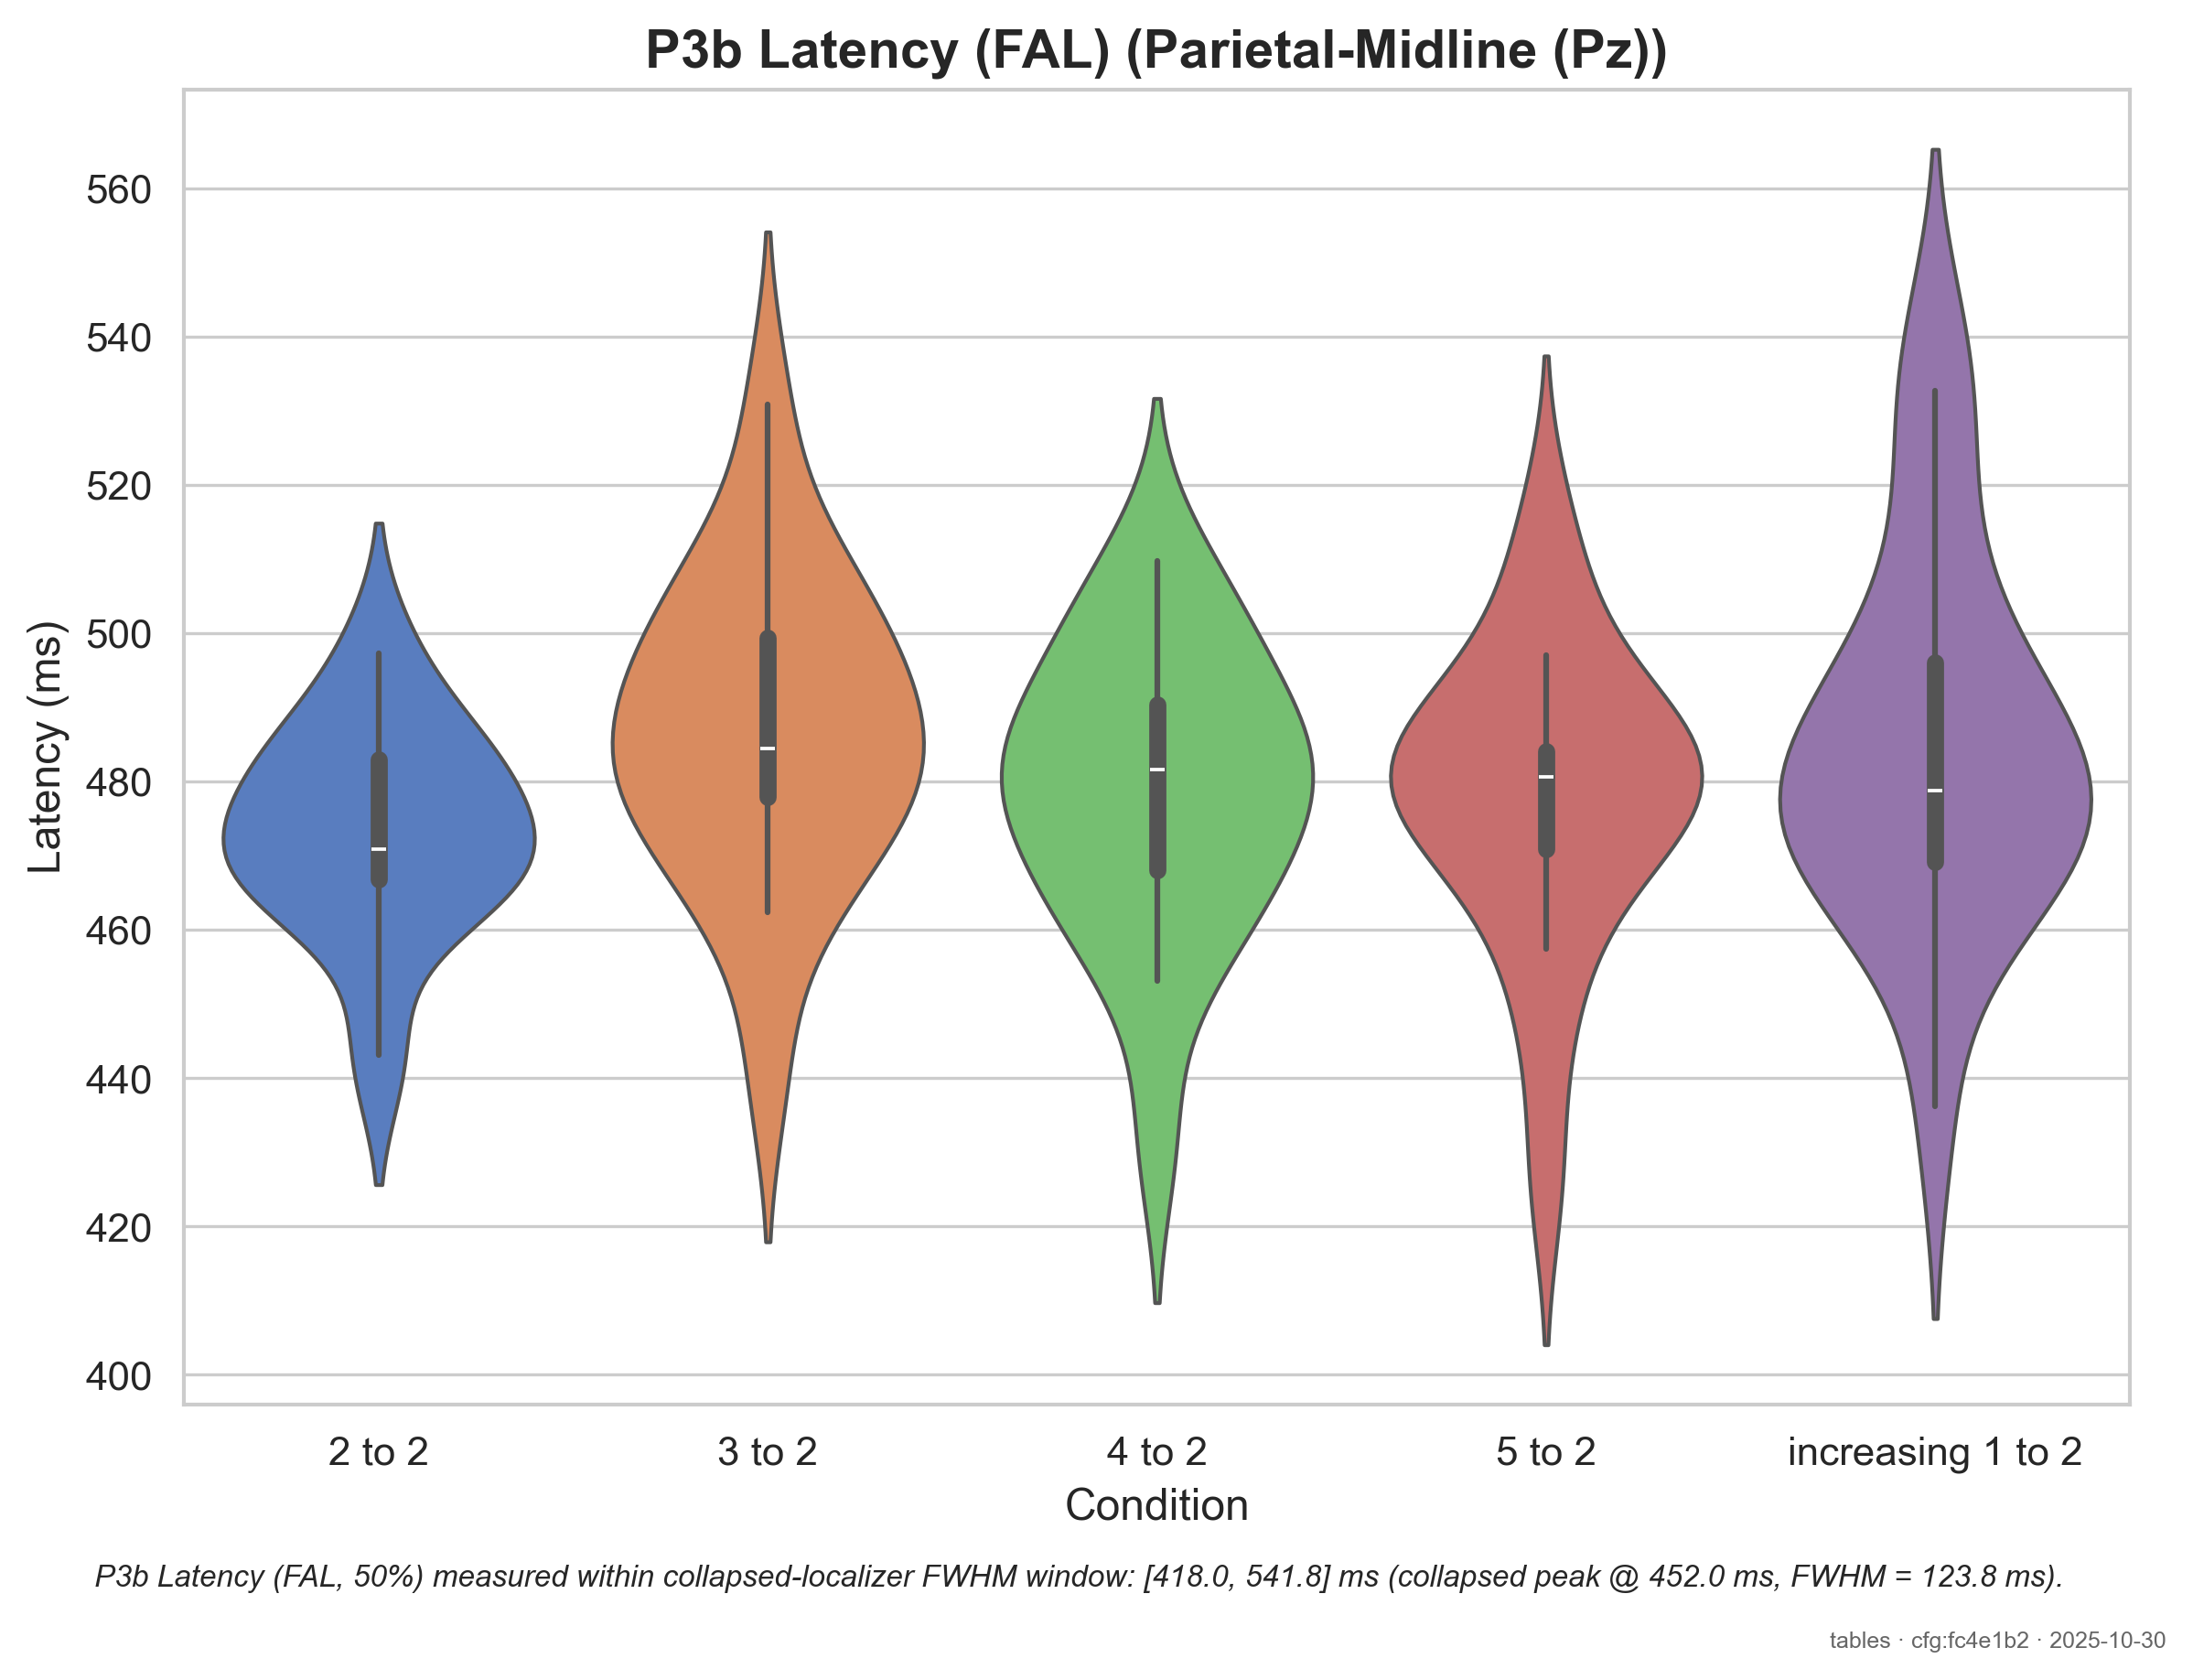 P3b Latency (FAL) (Parietal-Midline (Pz))
Latency (ms)
560
540
520
500
480
460
440
420
400
2 to 2
3 to 2
4 to 2
5 to 2
increasing 1 to 2
Condition
P3b Latency (FAL, 50%) measured within collapsed-localizer FWHM window: [418.0, 541.8] ms (collapsed peak @ 452.0 ms, FWHM = 123.8 ms).
tables · cfg:fc4e1b2 · 2025-10-30